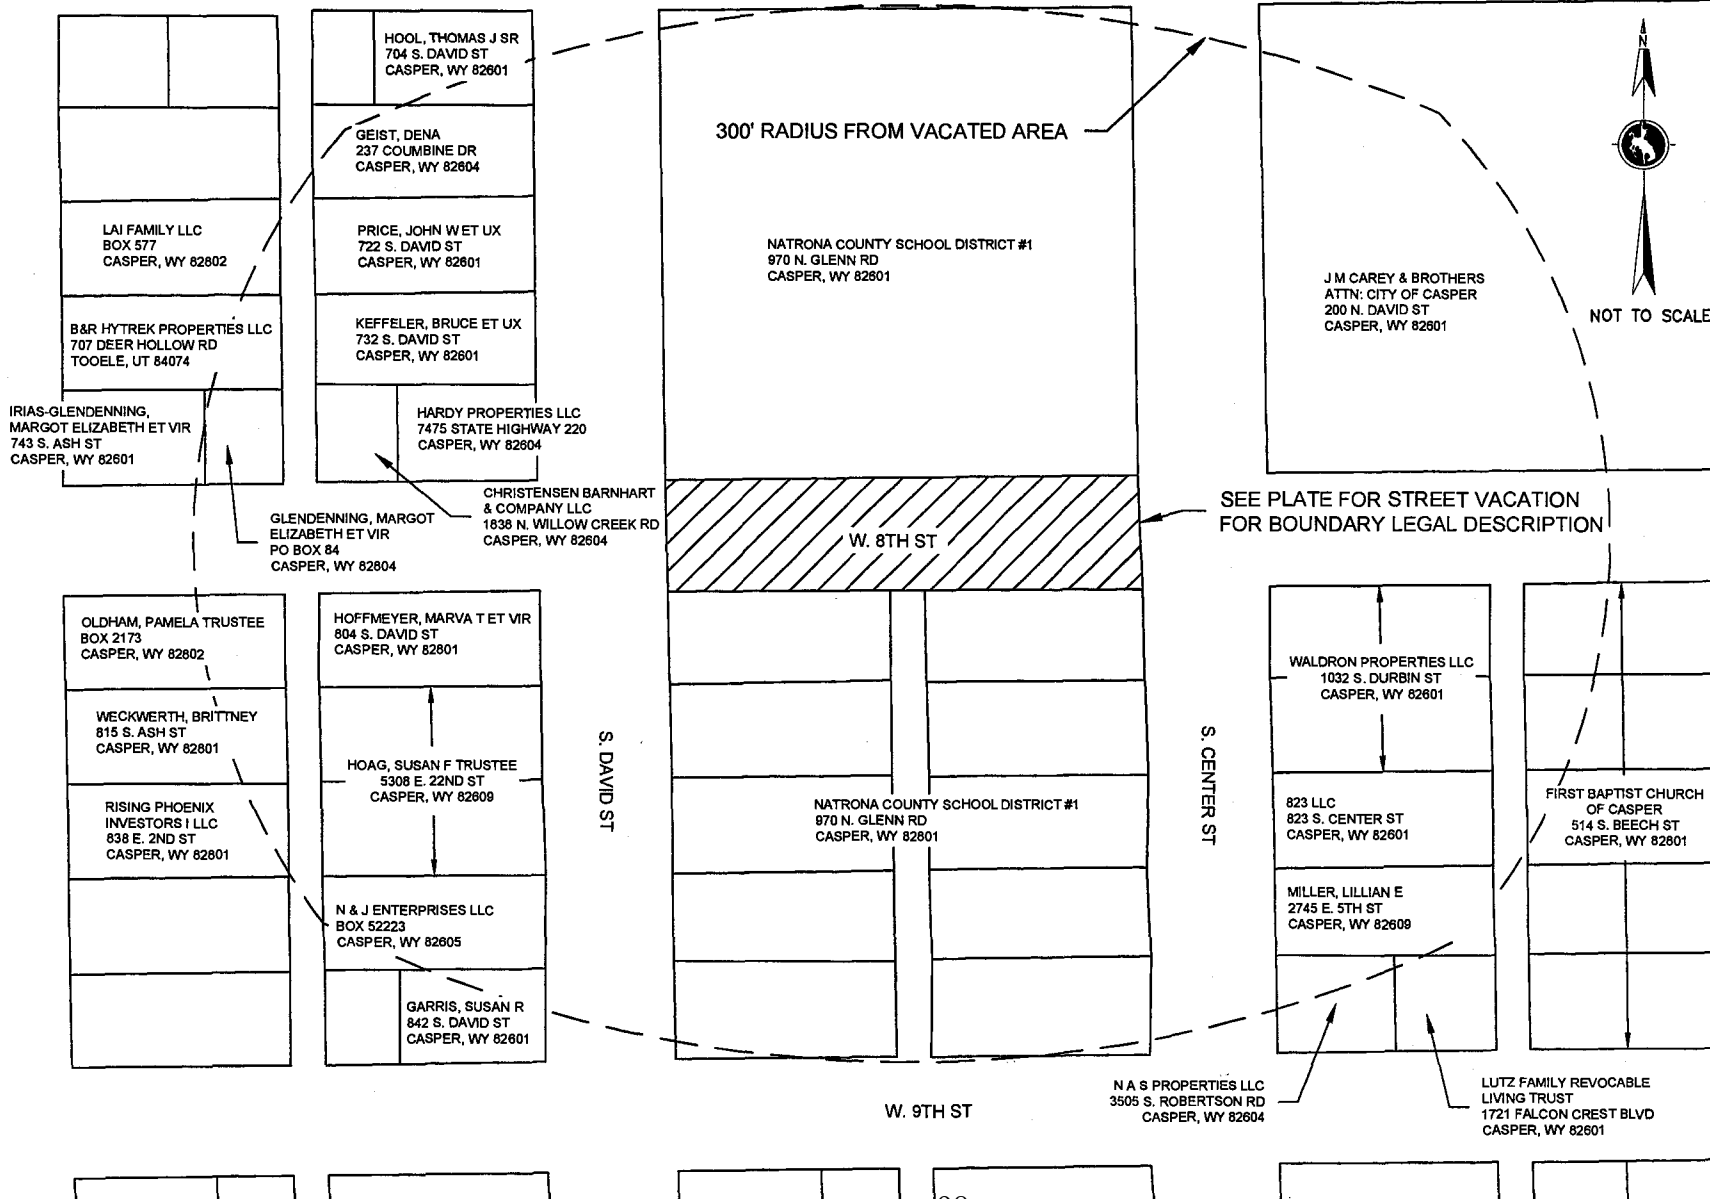 HOOL, THOMAS J SR
704 S. DAVID ST
CASPER, WY 82601
GEIST, DENA
237 COUMBINE DR
CASPER, WY 82604
300' RADIUS FROM VACATED AREA
N
LAI FAMILY LLC
BOX 577
CASPER, WY 82802
PRICE, JOHN W ET UX
722 S. DAVID ST
CASPER, WY 82601
NATRONA COUNTY SCHOOL DISTRICT #1
970 N. GLENN RD
CASPER, WY 82601
J M CAREY & BROTHERS
ATTN: CITY OF CASPER
200 N. DAVID ST
CASPER, WY 82601
NOT TO SCALE
B&R HYTREK PROPERTIES LLC
707 DEER HOLLOW RD
TOOELE, UT 84074
KEFFELER, BRUCE ET UX
732 S. DAVID ST
CASPER, WY 82601
IRIAS-GLENDENNING,
MARGOT ELIZABETH ET VIR
743 S. ASH ST
CASPER, WY 82601
HARDY PROPERTIES LLC
7475 STATE HIGHWAY 220
CASPER, WY 82604
GLENDENNING, MARGOT
ELIZABETH ET VIR
PO BOX 84
CASPER, WY 82804
CHRISTENSEN BARNHART
& COMPANY LLC
1838 N. WILLOW CREEK RD
CASPER, WY 82604
W. 8TH ST
SEE PLATE FOR STREET VACATION
FOR BOUNDARY LEGAL DESCRIPTION
OLDHAM, PAMELA TRUSTEE
BOX 2173
CASPER, WY 82802
HOFFMEYER, MARVA T ET VIR
804 S. DAVID ST
CASPER, WY 82801
WALDRON PROPERTIES LLC
1032 S. DURBIN ST
CASPER, WY 82601
WECKWERTH, BRITTNEY
815 S. ASH ST
CASPER, WY 82801
HOAG, SUSAN F TRUSTEE
5308 E. 22ND ST
CASPER, WY 82609
S. DAVID ST
S. CENTER ST
RISING PHOENIX
INVESTORS I LLC
838 E. 2ND ST
CASPER, WY 82801
NATRONA COUNTY SCHOOL DISTRICT #1
970 N. GLENN RD
CASPER, WY 82801
823 LLC
823 S. CENTER ST
CASPER, WY 82601
FIRST BAPTIST CHURCH
OF CASPER
514 S. BEECH ST
CASPER, WY 82801
N & J ENTERPRISES LLC
BOX 52223
CASPER, WY 82605
MILLER, LILLIAN E
2745 E. 5TH ST
CASPER, WY 82609
GARRIS, SUSAN R
842 S. DAVID ST
CASPER, WY 82601
W. 9TH ST
N A S PROPERTIES LLC
3505 S. ROBERTSON RD
CASPER, WY 82604
LUTZ FAMILY REVOCABLE
LIVING TRUST
1721 FALCON CREST BLVD
CASPER, WY 82601